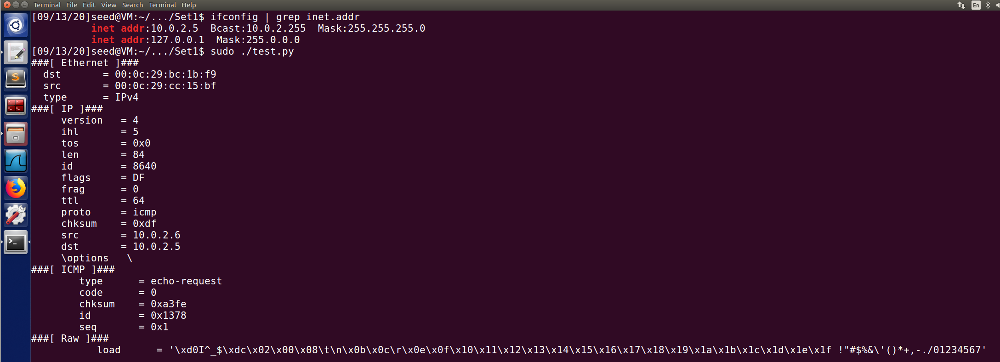 Terminal File Edit View Search Terminal Help En
[09/13/20]seed@VM:~/.../Set1$ ifconfig | grep inet.addr
          inet addr:10.0.2.5  Bcast:10.0.2.255  Mask:255.255.255.0
          inet addr:127.0.0.1  Mask:255.0.0.0
[09/13/20]seed@VM:~/.../Set1$ sudo ./test.py
###[ Ethernet ]###
  dst       = 00:0c:29:bc:1b:f9
  src       = 00:0c:29:cc:15:bf
  type      = IPv4
###[ IP ]###
     version   = 4
     ihl       = 5
     tos       = 0x0
     len       = 84
     id        = 8640
     flags     = DF
     frag      = 0
     ttl       = 64
     proto     = icmp
     chksum    = 0xdf
     src       = 10.0.2.6
     dst       = 10.0.2.5
     \options   \
###[ ICMP ]###
        type      = echo-request
        code      = 0
        chksum    = 0xa3fe
        id        = 0x1378
        seq       = 0x1
###[ Raw ]###
           load      = '\xd0I^_$\xdc\x02\x00\x08\t\n\x0b\x0c\r\x0e\x0f\x10\x11\x12\x13\x14\x15\x16\x17\x18\x19\x1a\x1b\x1c\x1d\x1e\x1f !"#$%&\'()*+,-./01234567'